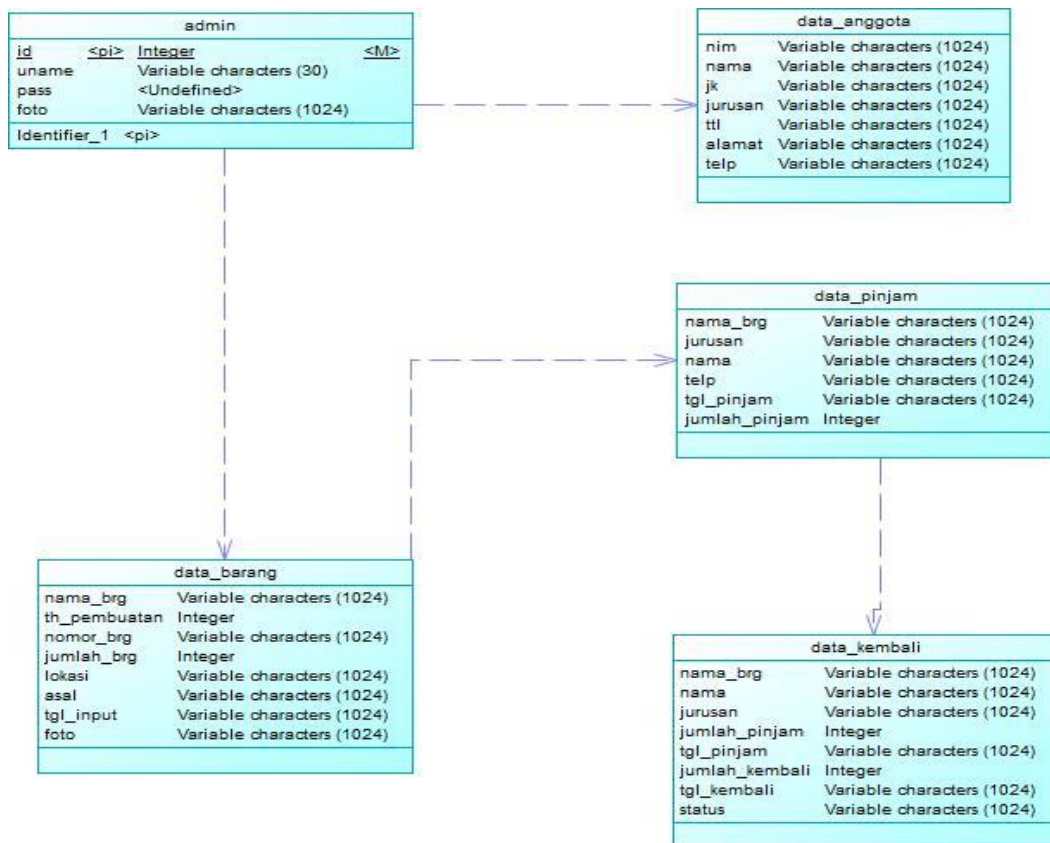 admin
id <pi> Integer <M>
uname Variable characters (30)
pass <Undefined>
foto Variable characters (1024)
Identifier_1 <pi>
data_anggota
nim Variable characters (1024)
nama Variable characters (1024)
jk Variable characters (1024)
jurusan Variable characters (1024)
ttl Variable characters (1024)
alamat Variable characters (1024)
telp Variable characters (1024)
data_pinjam
nama_brg Variable characters (1024)
jurusan Variable characters (1024)
nama Variable characters (1024)
telp Variable characters (1024)
tgl_pinjam Variable characters (1024)
jumlah_pinjam Integer
data_barang
nama_brg Variable characters (1024)
th_pembuatan Integer
nomor_brg Variable characters (1024)
jumlah_brg Integer
lokasi Variable characters (1024)
asal Variable characters (1024)
tgl_input Variable characters (1024)
foto Variable characters (1024)
data_kembali
nama_brg Variable characters (1024)
nama Variable characters (1024)
jurusan Variable characters (1024)
jumlah_pinjam Integer
tgl_pinjam Variable characters (1024)
jumlah_kembali Integer
tgl_kembali Variable characters (1024)
status Variable characters (1024)